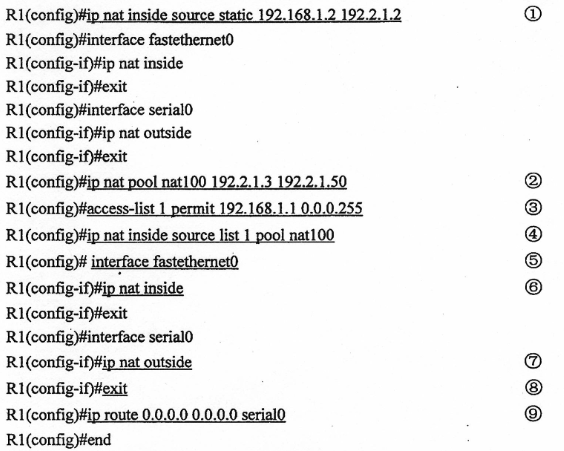 R1(config)#ip nat inside source static 192.168.1.2 192.2.1.2 ①
R1(config)#interface fastethernet0
R1(config-if)#ip nat inside
R1(config-if)#exit
R1(config)#interface serial0
R1(config-if)#ip nat outside
R1(config-if)#exit
R1(config)#ip nat pool nat100 192.2.1.3 192.2.1.50 ②
R1(config)#access-list 1 permit 192.168.1.1 0.0.0.255 ③
R1(config)#ip nat inside source list 1 pool nat100 ④
R1(config)# interface fastethernet0 ⑤
R1(config-if)#ip nat inside ⑥
R1(config-if)#exit
R1(config)#interface serial0
R1(config-if)#ip nat outside ⑦
R1(config-if)#exit ⑧
R1(config)#ip route 0.0.0.0 0.0.0.0 serial0 ⑨
R1(config)#end